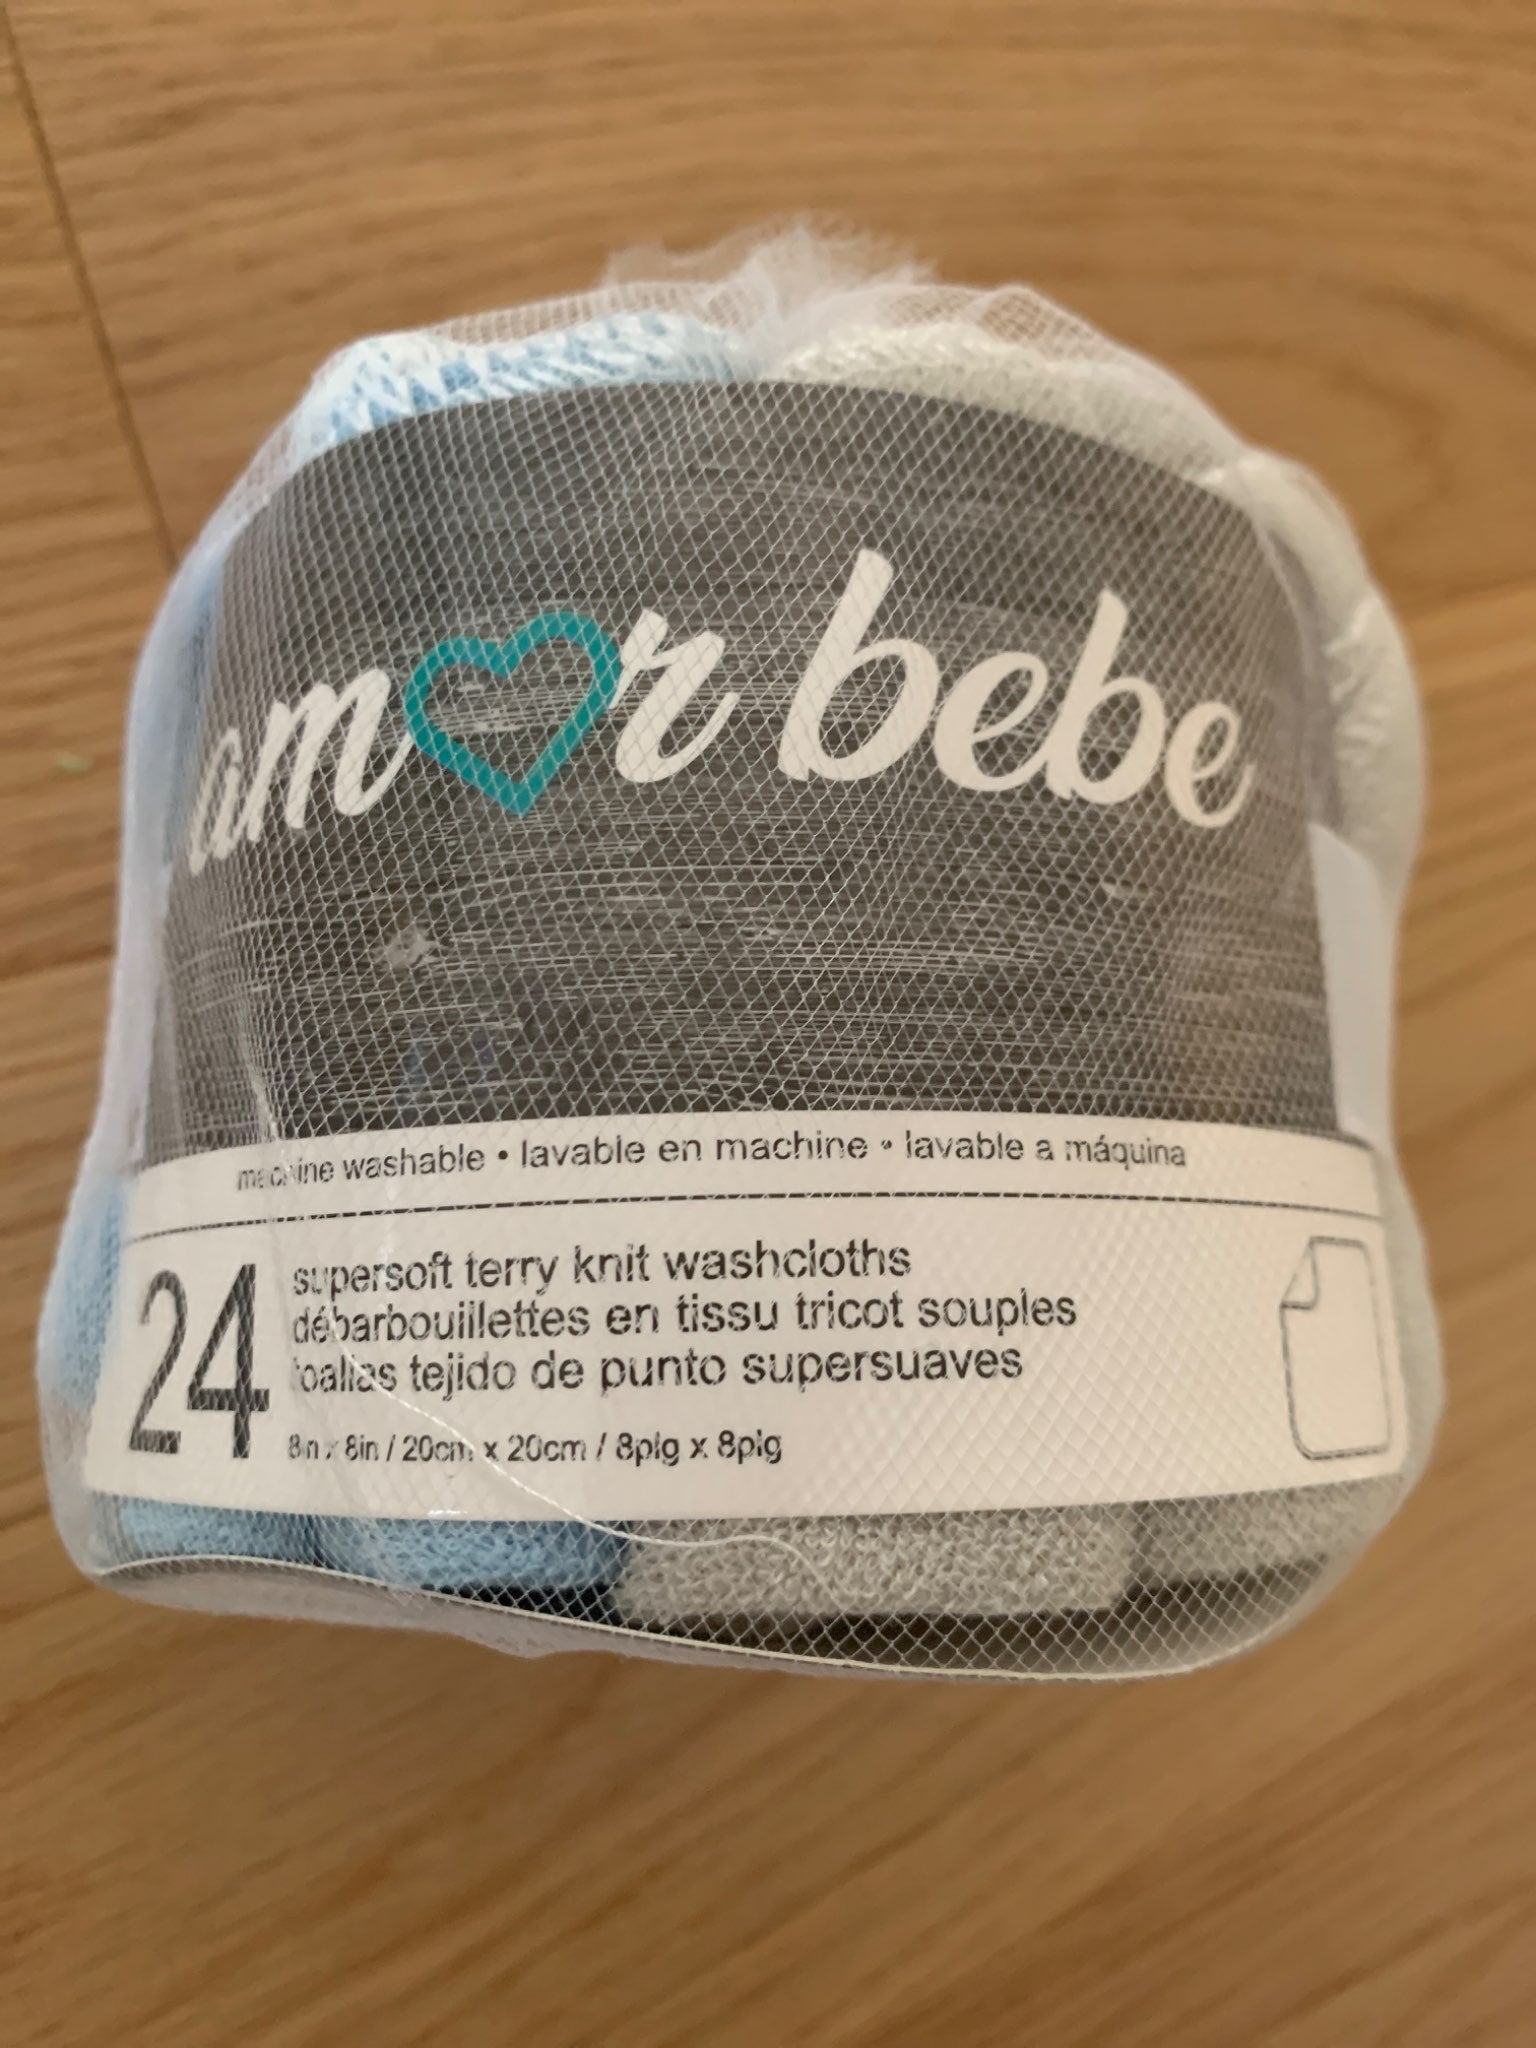 amor bebe
machine washable • lavable en machine • lavable a máquina
24
supersoft terry knit washcloths
débarbouillettes en tissu tricot souples
toallas tejido de punto supersuaves
8in x 8in / 20cm x 20cm / 8plg x 8plg